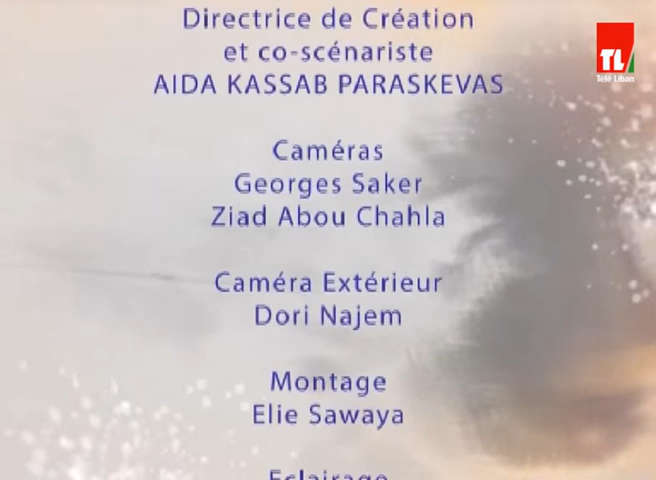 Directrice de Création
et co-scénariste
AIDA KASSAB PARASKEVAS
Caméras
Georges Saker
Ziad Abou Chahla
Caméra Extérieur
Dori Najem
Montage
Elie Sawaya
Eclairage
TL
Télé Liban